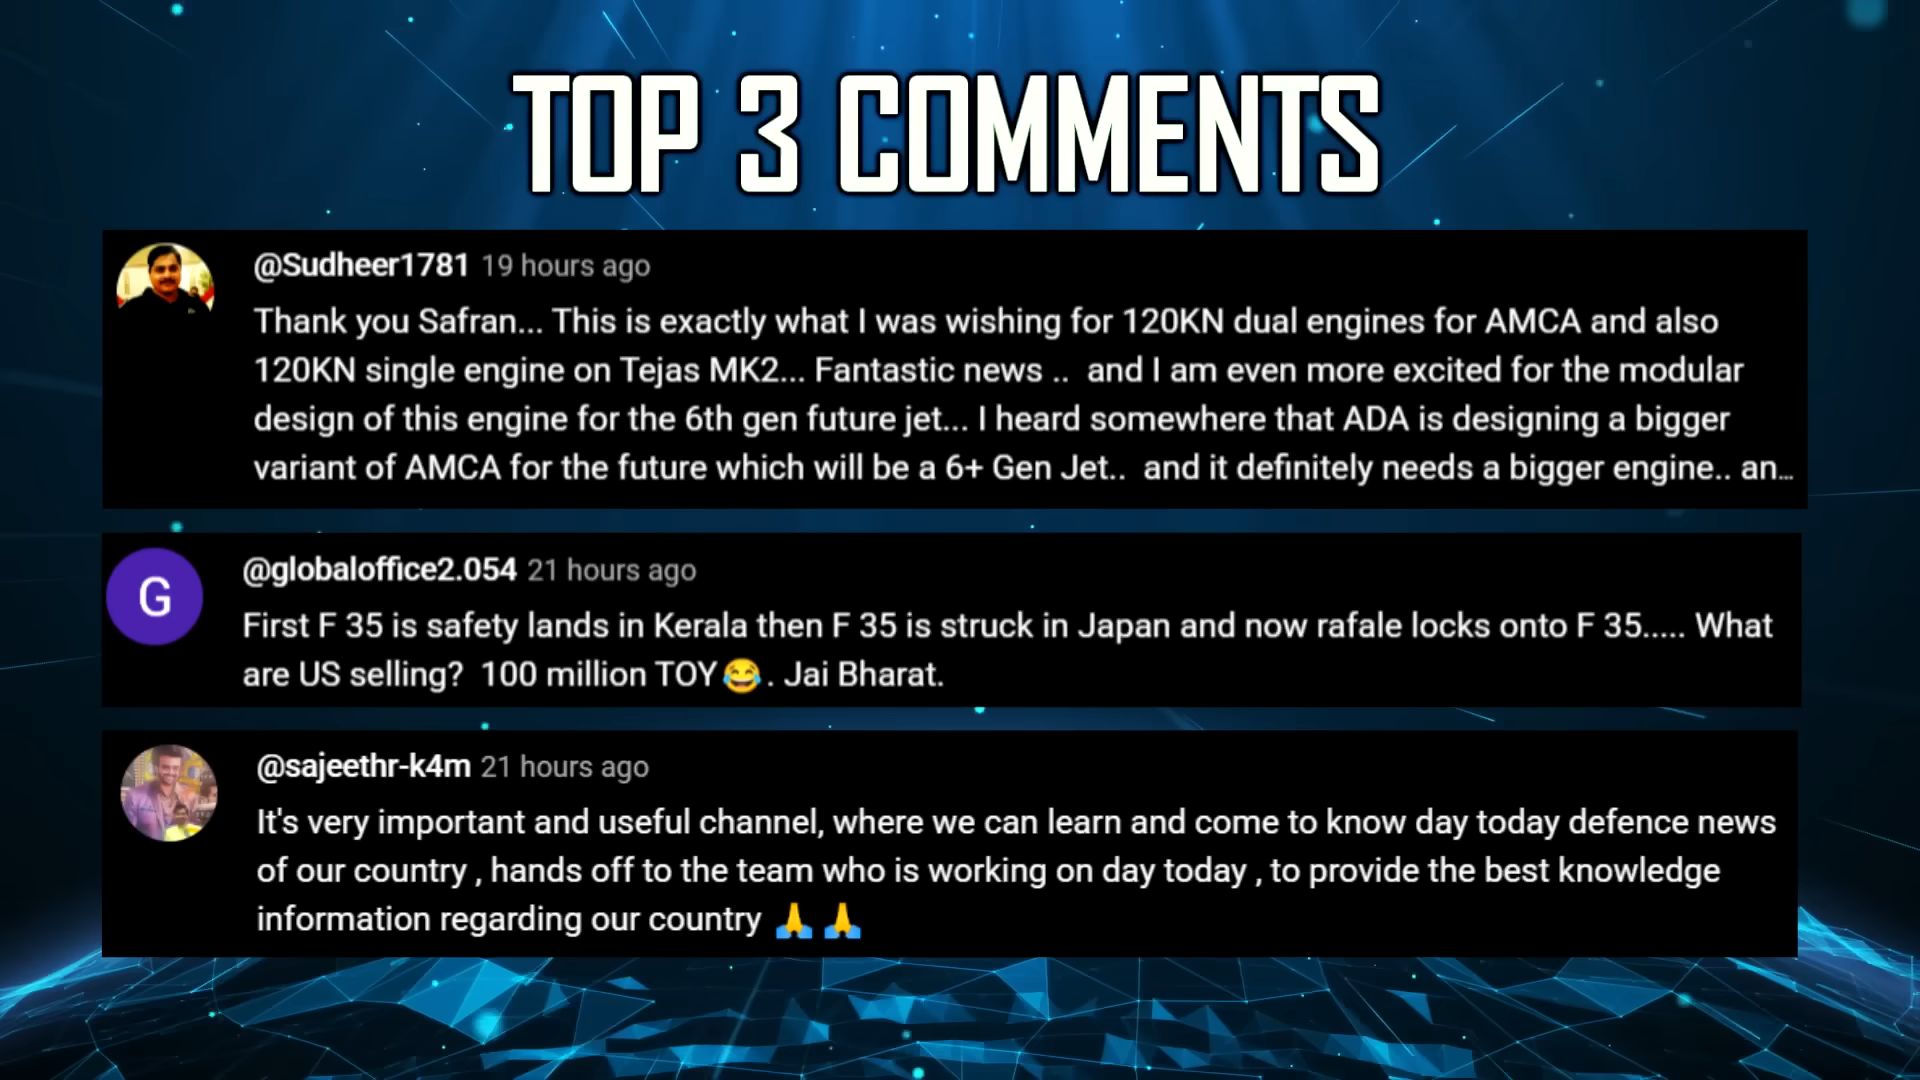 TOP 3 COMMENTS
@Sudheer1781 19 hours ago
Thank you Safran... This is exactly what I was wishing for 120KN dual engines for AMCA and also
120KN single engine on Tejas MK2... Fantastic news .. and I am even more excited for the modular
design of this engine for the 6th gen future jet... I heard somewhere that ADA is designing a bigger
variant of AMCA for the future which will be a 6+ Gen Jet.. and it definitely needs a bigger engine.. an...
G
@globaloffice2.054 21 hours ago
First F 35 is safety lands in Kerala then F 35 is struck in Japan and now rafale locks onto F 35..... What
are US selling? 100 million TOY😂. Jai Bharat.
@sajeethr-k4m 21 hours ago
It's very important and useful channel, where we can learn and come to know day today defence news
of our country , hands off to the team who is working on day today , to provide the best knowledge
information regarding our country 🙏 🙏